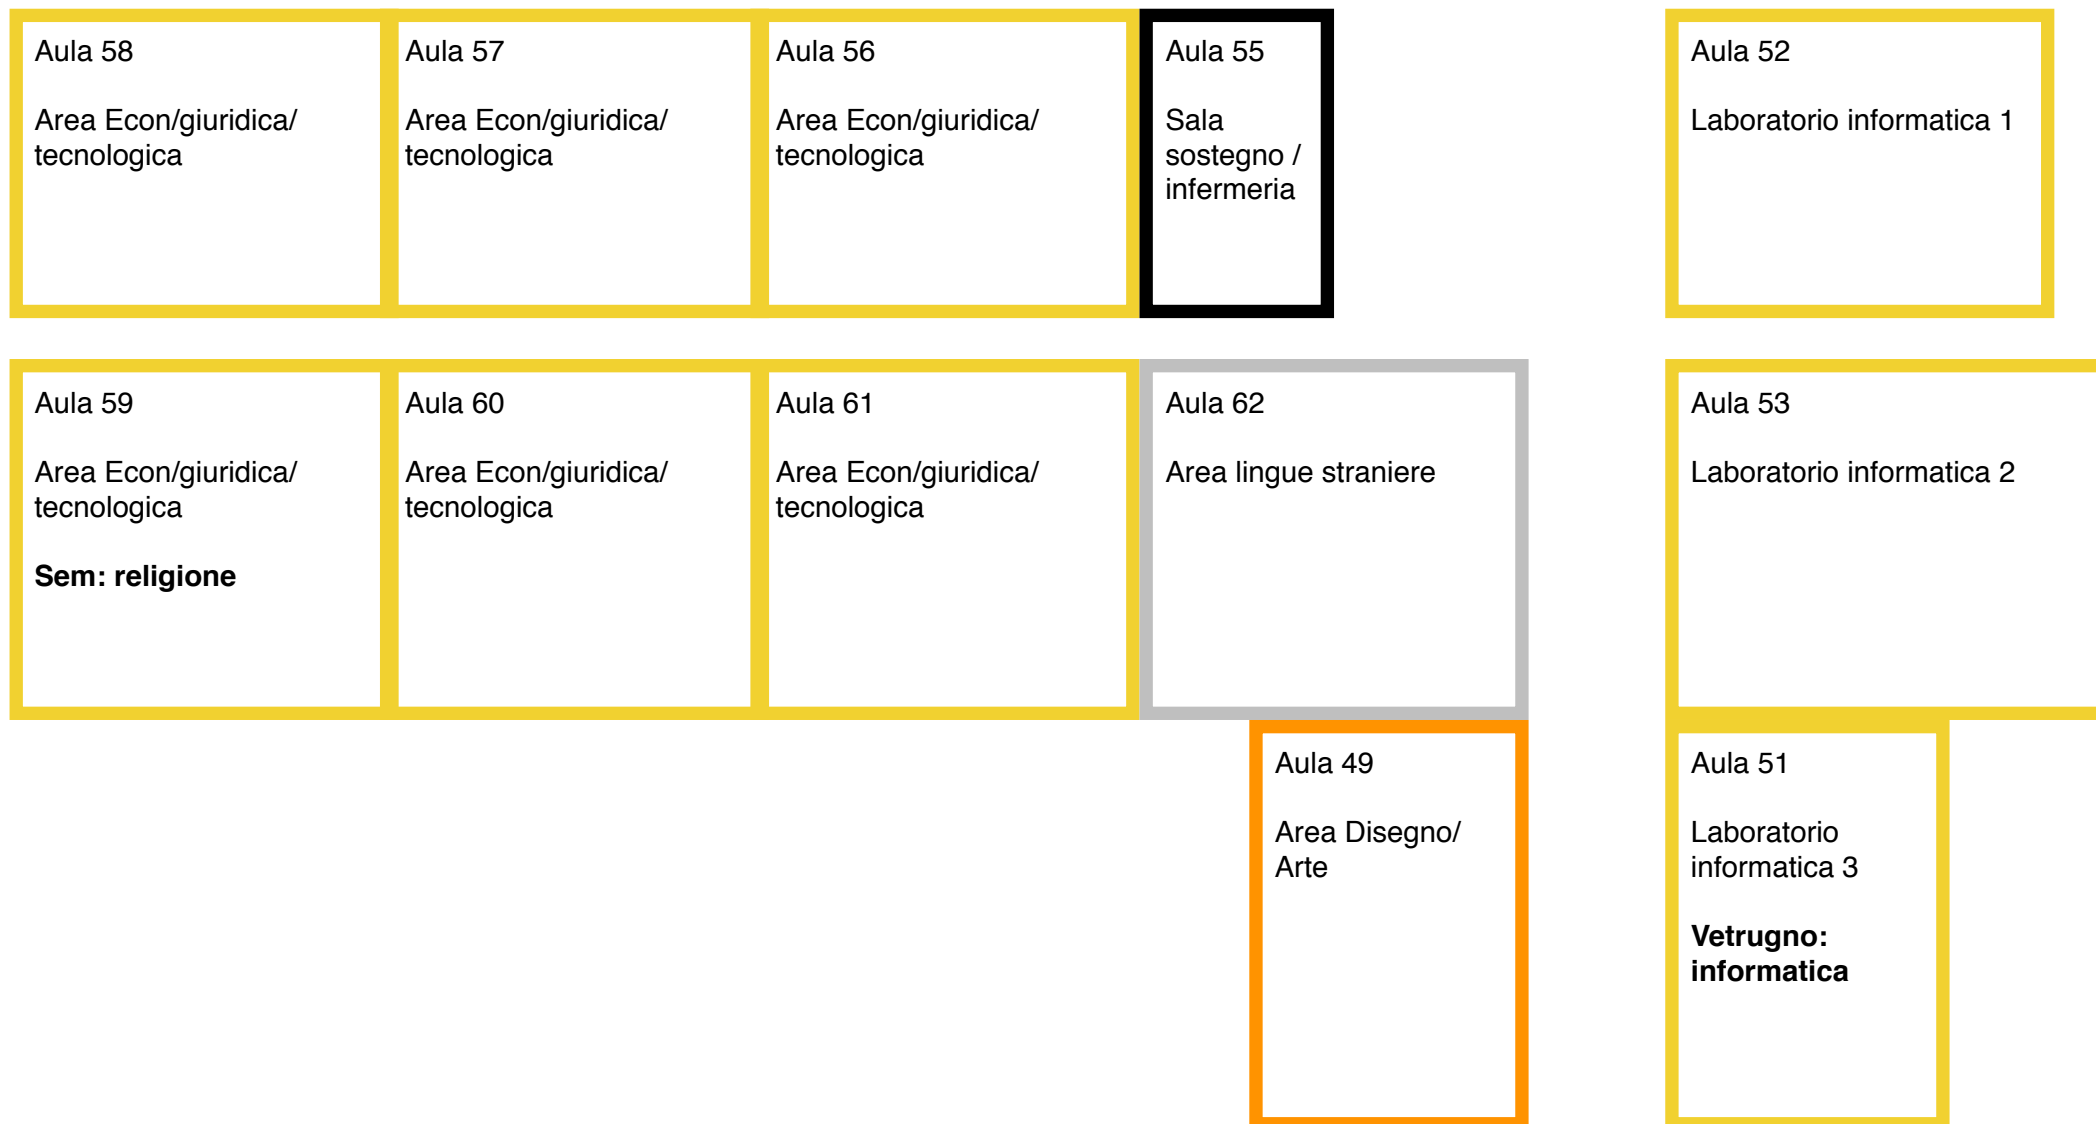 Aula 58
Area Econ/giuridica/
tecnologica
Aula 57
Area Econ/giuridica/
tecnologica
Aula 56
Area Econ/giuridica/
tecnologica
Aula 55
Sala
sostegno /
infermeria
Aula 52
Laboratorio informatica 1
Aula 59
Area Econ/giuridica/
tecnologica
Sem: religione
Aula 60
Area Econ/giuridica/
tecnologica
Aula 61
Area Econ/giuridica/
tecnologica
Aula 62
Area lingue straniere
Aula 53
Laboratorio informatica 2
Aula 49
Area Disegno/
Arte
Aula 51
Laboratorio
informatica 3
Vetrugno:
informatica